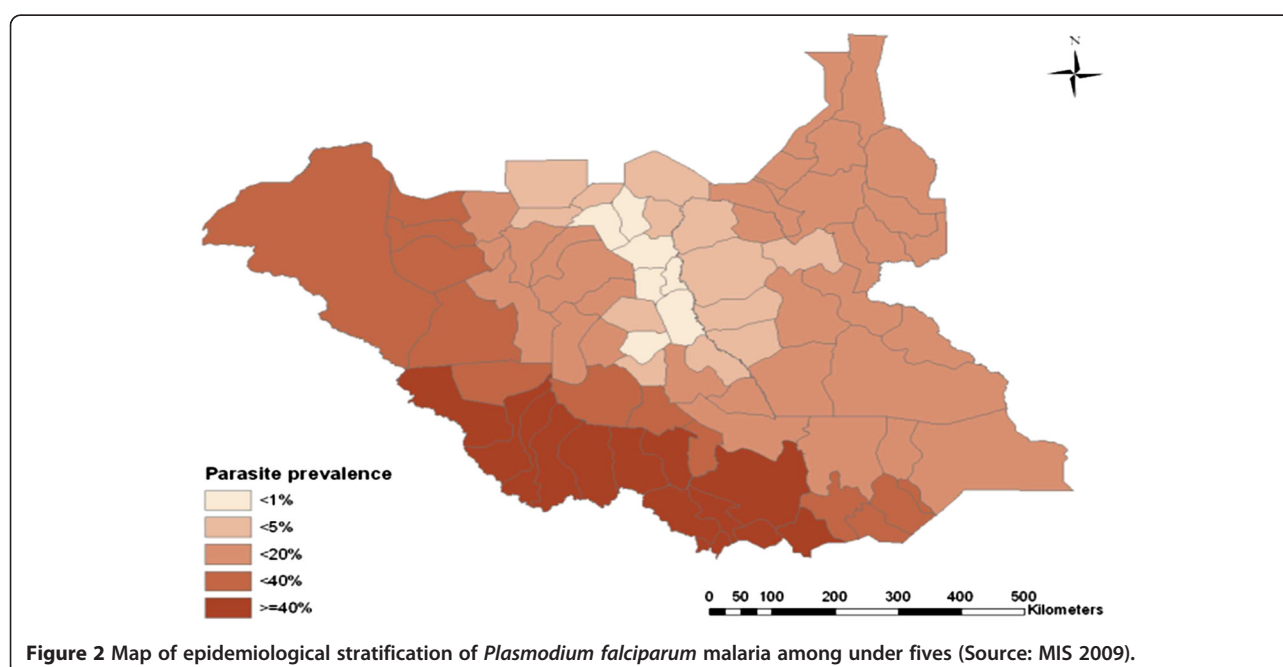 N
Parasite prevalence
<1%
<5%
<20%
<40%
>=40%
0 50 100 200 300 400 500
Kilometers
Figure 2 Map of epidemiological stratification of Plasmodium falciparum malaria among under fives (Source: MIS 2009).